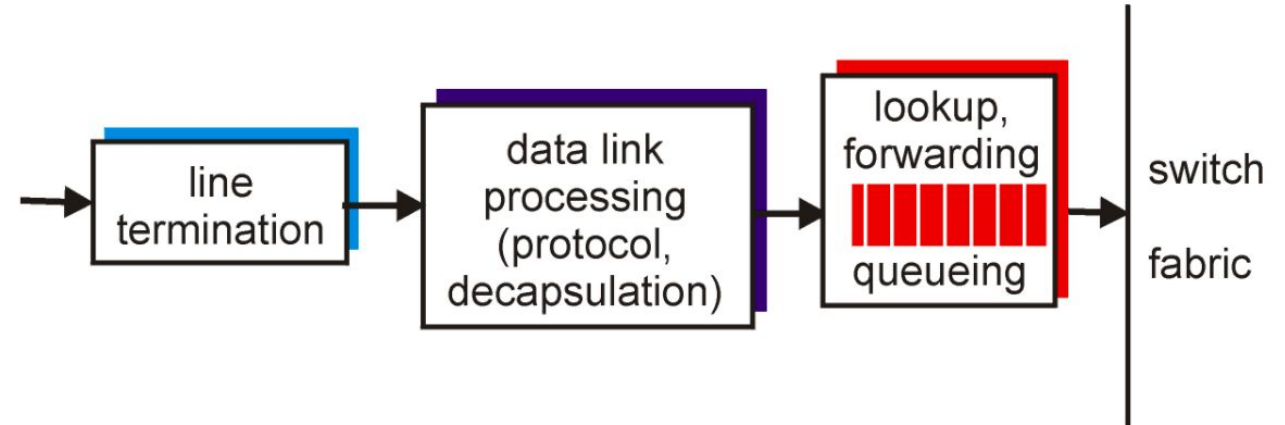 line
termination
data link
processing
(protocol,
decapsulation)
lookup,
forwarding
queueing
switch
fabric